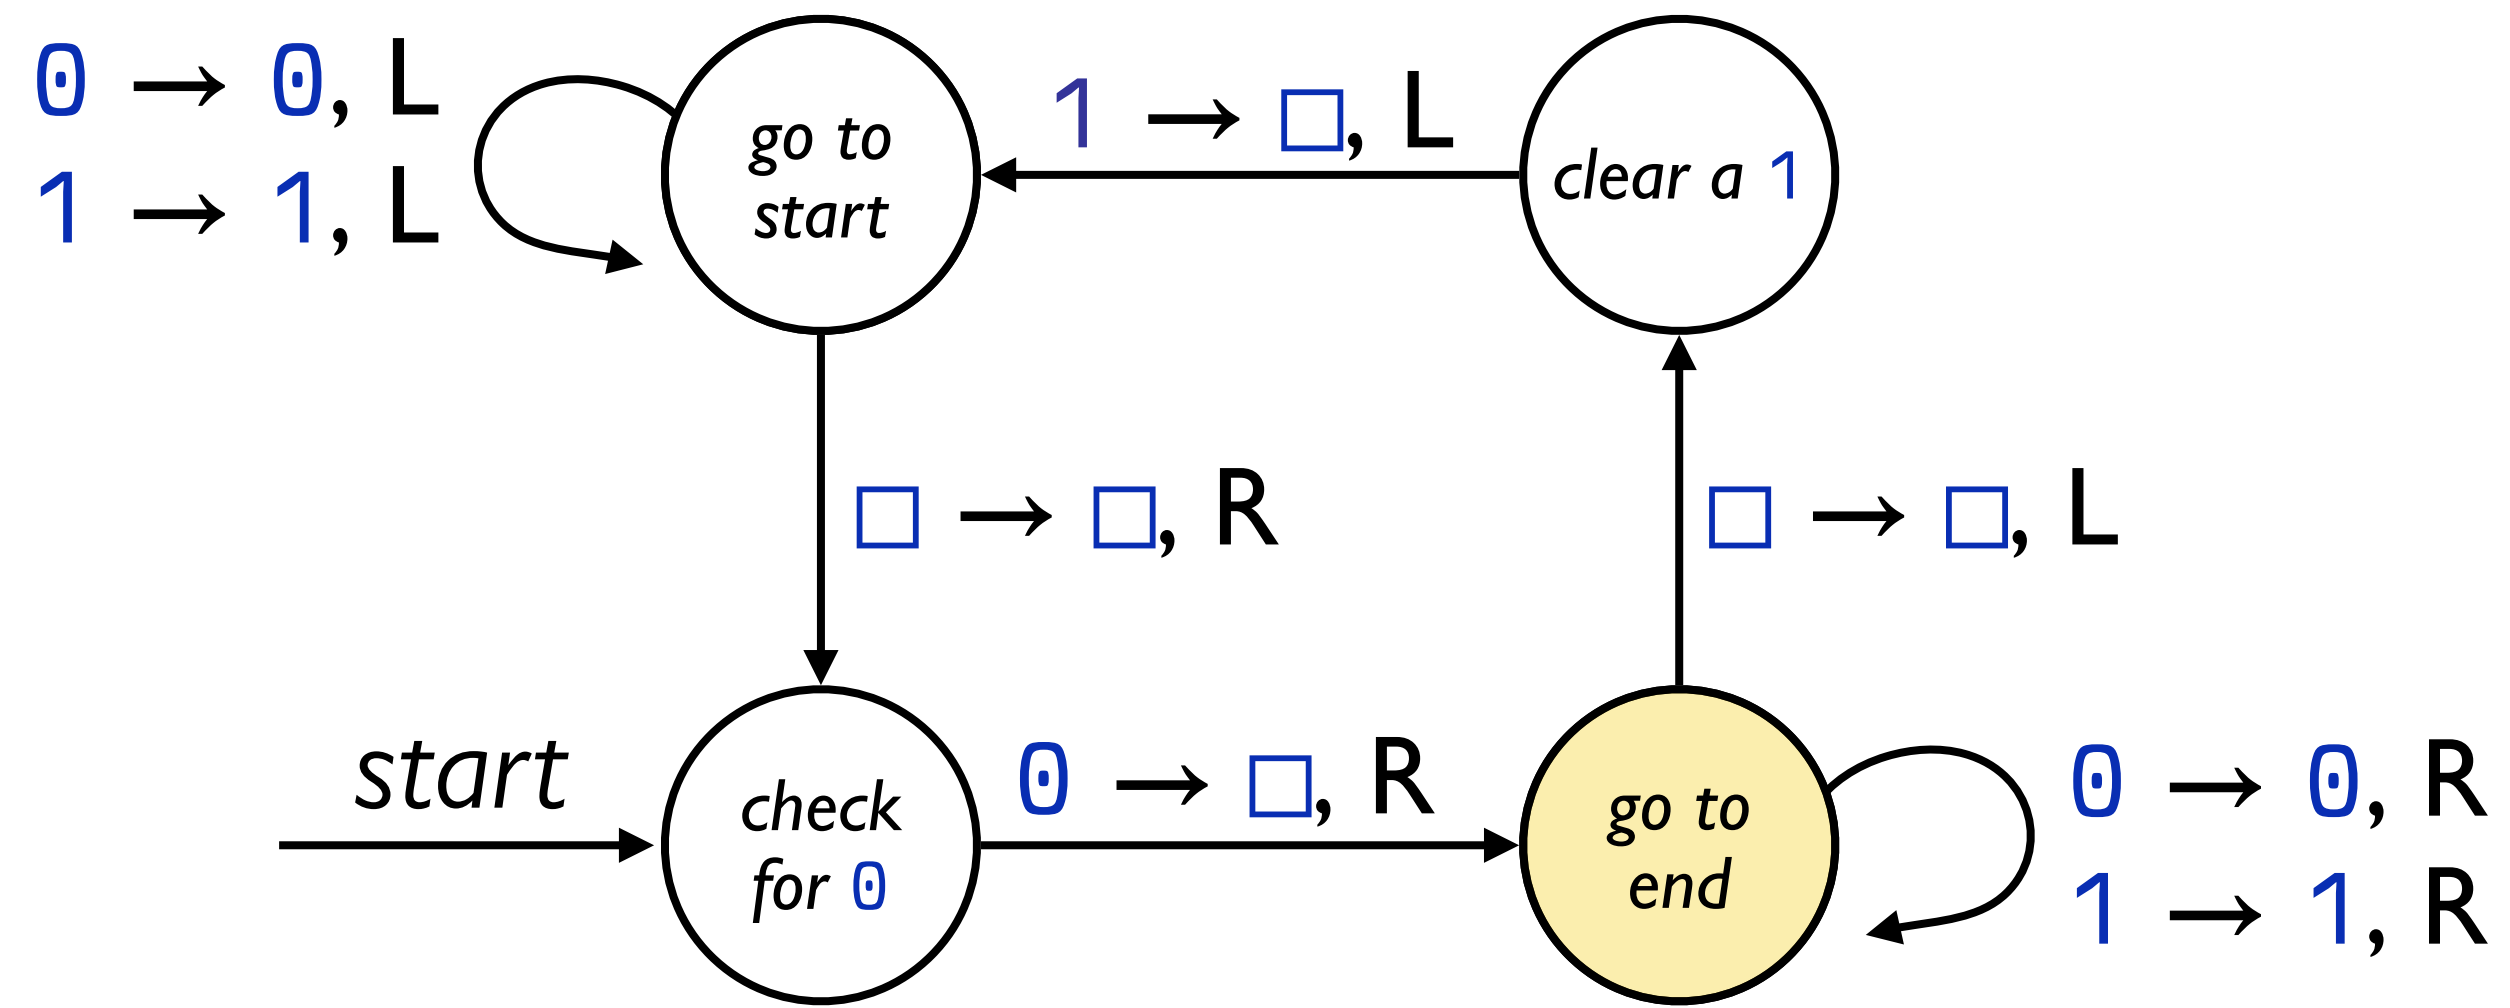 0 → 0, L
1 → 1, L
go to
start
1 → □, L
clear a 1
□ → □, R
□ → □, L
start
check
for 0
0 → □, R
go to
end
0 → 0, R
1 → 1, R